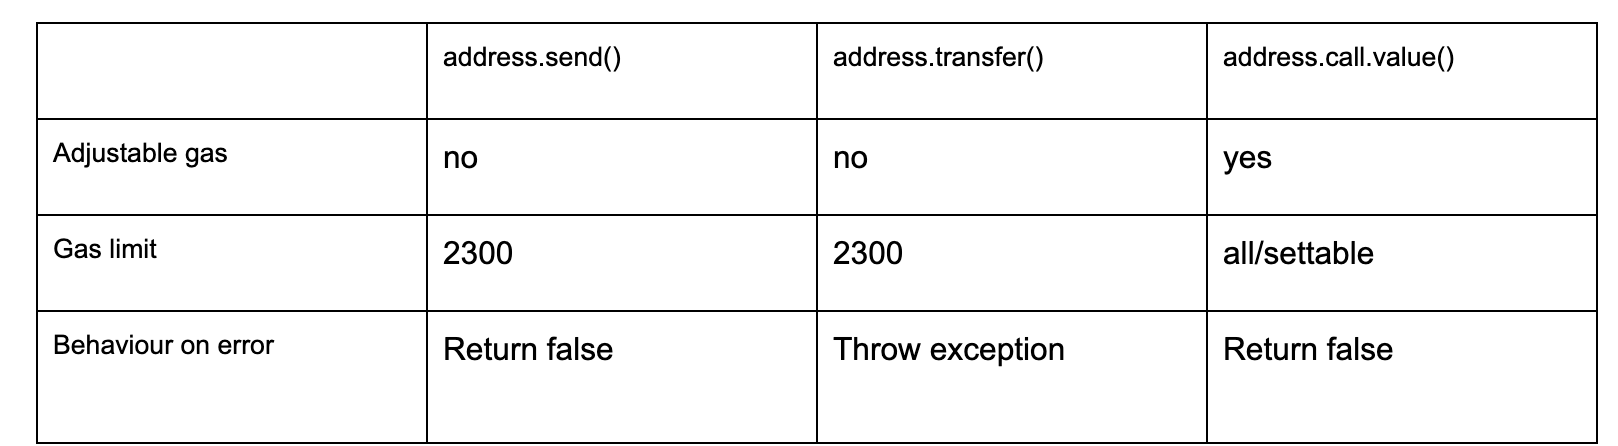 address.send() address.transfer() address.call.value()
Adjustable gas no no yes
Gas limit 2300 2300 all/settable
Behaviour on error Return false Throw exception Return false